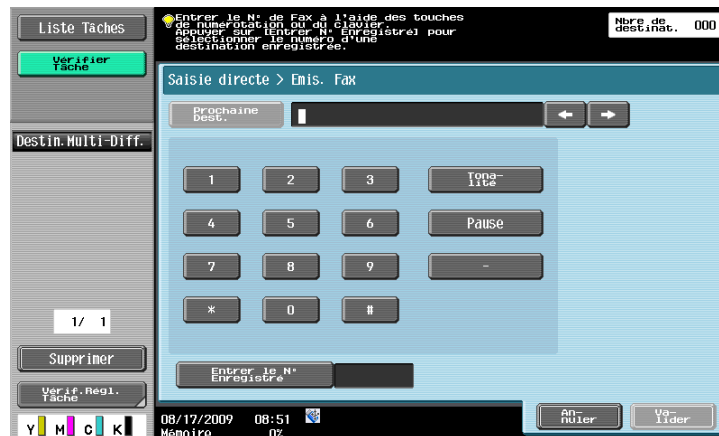 Liste Tâches
Vérifier
Tâche
Destin.Multi-Diff.
1/ 1
Supprimer
Vérif.Régl.
Tâche
Y M C K
Entrer le N° de Fax à l'aide des touches
de numérotation ou du clavier.
Appuyer sur [Entrer N° Enregistré] pour
sélectionner le numéro d'une
destination enregistrée.
Nbre de
destinat. 000
Saisie directe > Emis. Fax
Prochaine
Dest.
1 2 3 Tona-
lité
4 5 6 Pause
7 8 9 -
* 0 #
Entrer le N°
Enregistré
An-
nuler
Va-
lider
08/17/2009 08:51
Mémoire 0%